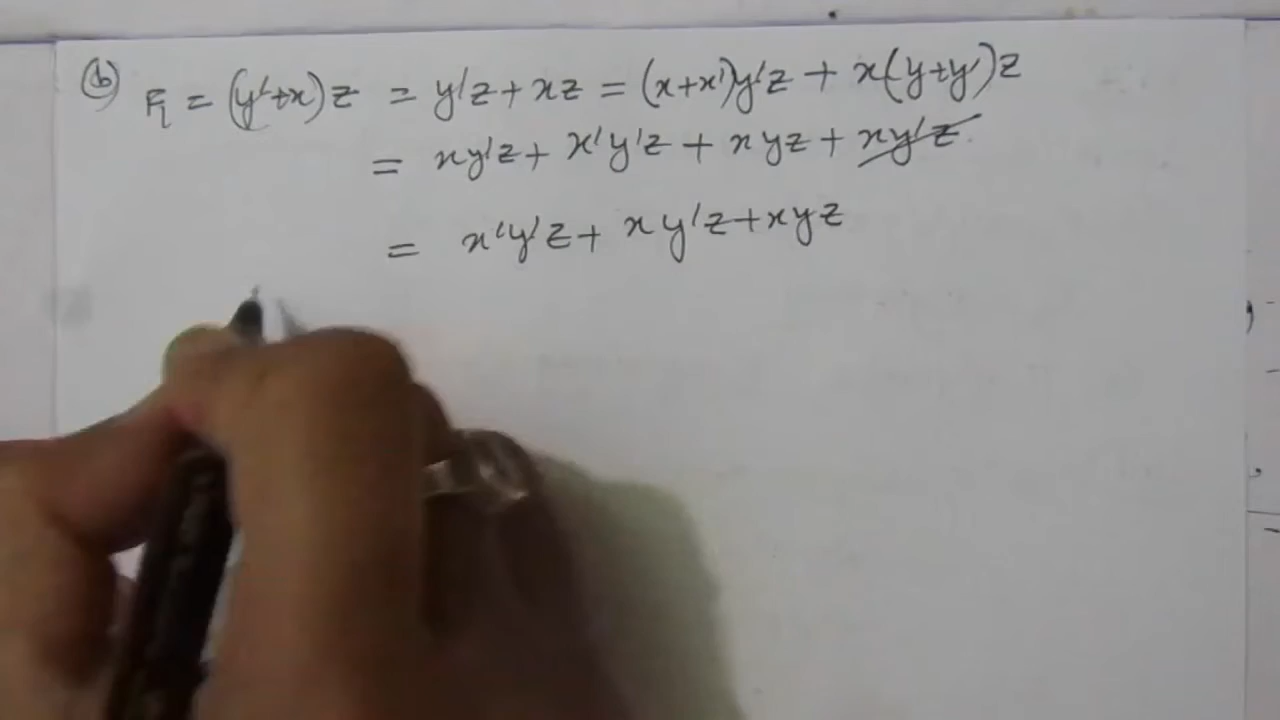 (b) F₁ = (y'+x)z = y'z + xz = (x+x')y'z + x(y+y')z
= xy'z + x'y'z + xyz + xy'z
= x'y'z + xy'z + xyz